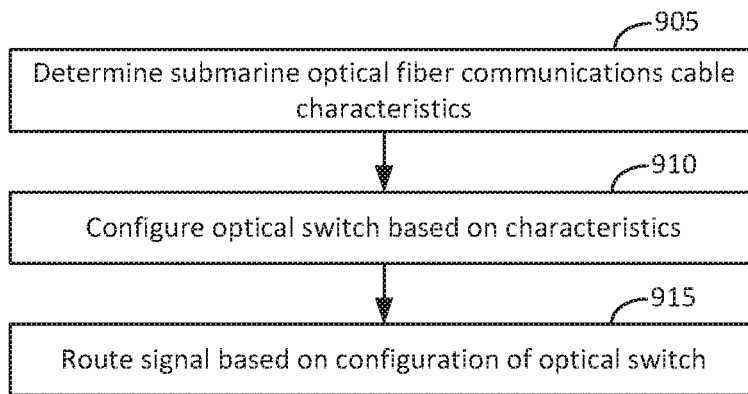 905
Determine submarine optical fiber communications cable
characteristics
910
Configure optical switch based on characteristics
915
Route signal based on configuration of optical switch